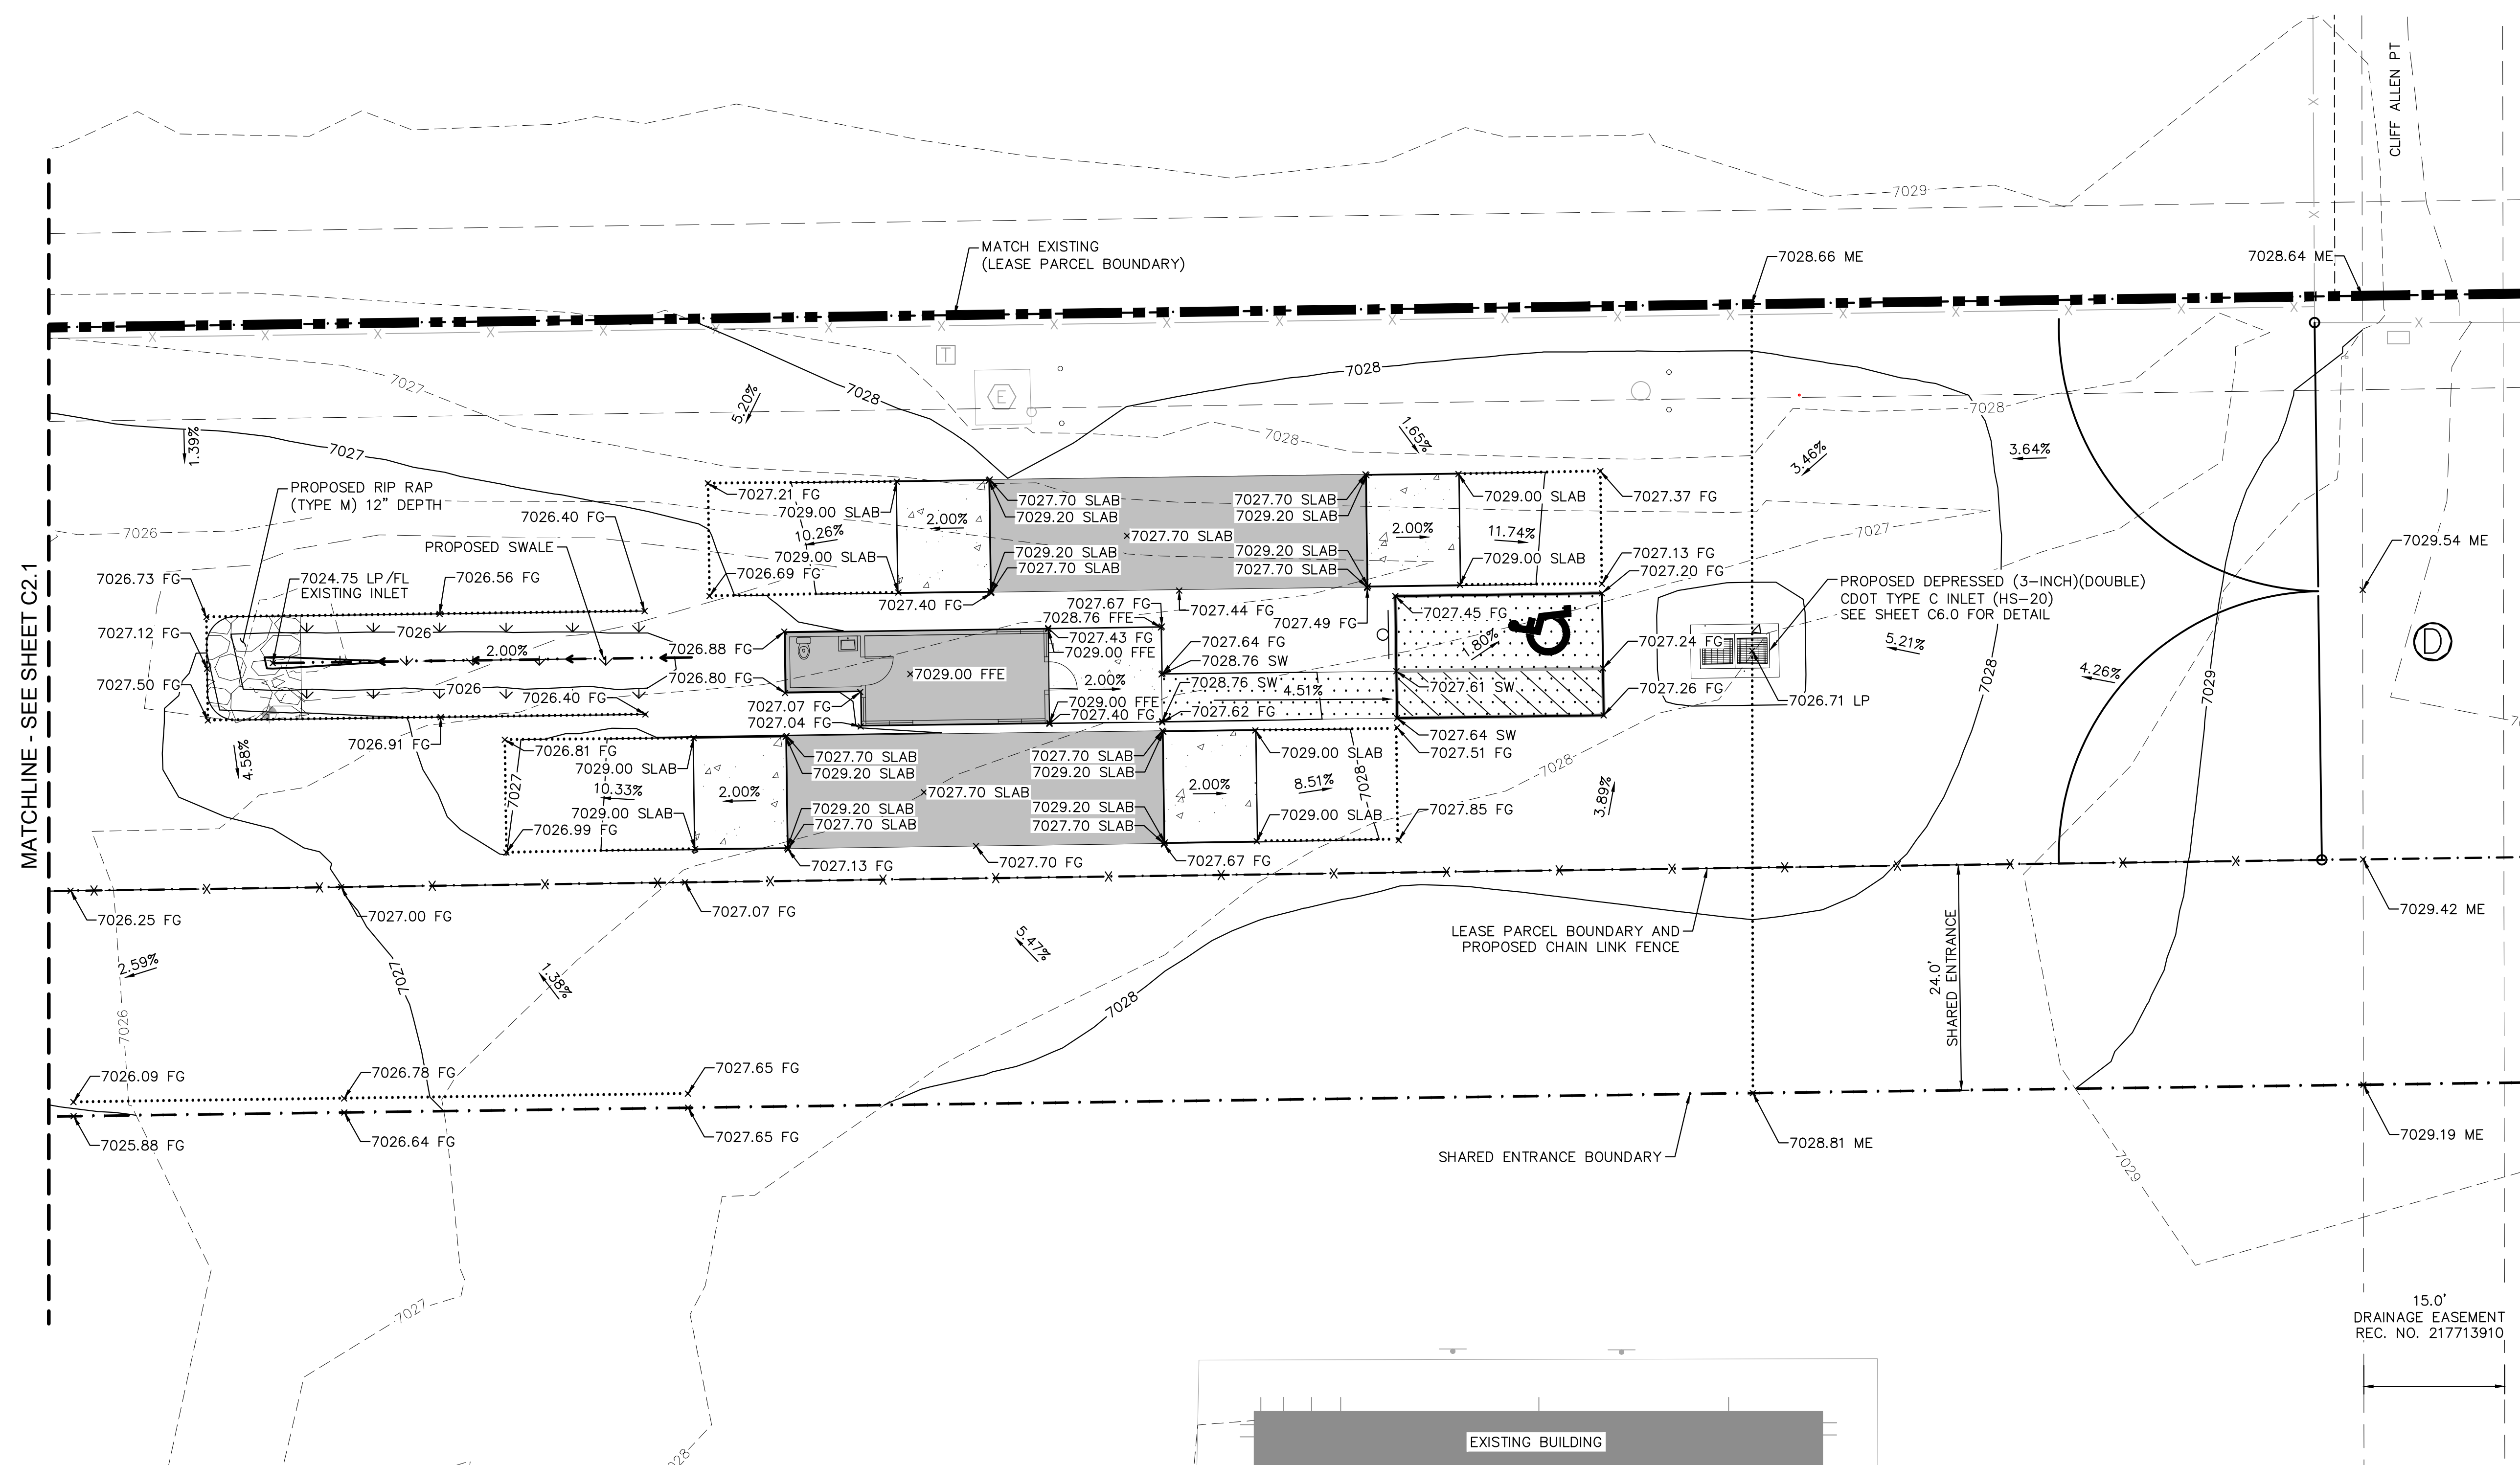 CLIFF ALLEN PT
7029
MATCH EXISTING
(LEASE PARCEL BOUNDARY)
7028.66 ME
7028.64 ME
7027
7028
5.20%
T
E
7028
7028
7028
1.65%
3.46%
3.64%
1.39%
7027
PROPOSED RIP RAP
(TYPE M) 12" DEPTH
7026.40 FG
7026
PROPOSED SWALE
7026.73 FG
7024.75 LP/FL
EXISTING INLET
7026.56 FG
7027.12 FG
7026
2.00%
7026
7027.50 FG
7026.40 FG
7026.91 FG
4.58%
7027.21 FG
7029.00 SLAB
10.26%
7029.00 SLAB
7026.69 FG
2.00%
7027.40 FG
7027.70 SLAB
7029.20 SLAB
7027.70 SLAB
7029.20 SLAB
7027.70 SLAB
7027.70 SLAB
7029.20 SLAB
7029.20 SLAB
7027.70 SLAB
2.00%
7029.00 SLAB
11.74%
7029.00 SLAB
7027.37 FG
7027.13 FG
7027.20 FG
7027
7027.67 FG
7028.76 FFE
7027.44 FG
7027.49 FG
7027.43 FG
7029.00 FFE
7026.88 FG
7029.00 FFE
2.00%
7026.80 FG
7029.00 FFE
7027.40 FG
7027.07 FG
7027.04 FG
7027.64 FG
7028.76 SW
7028.76 SW
4.51%
7027.62 FG
7027.45 FG
1.80%
7027.24 FG
7027.61 SW
7027.26 FG
7027.64 SW
7027.51 FG
PROPOSED DEPRESSED (3-INCH)(DOUBLE)
CDOT TYPE C INLET (HS-20)
SEE SHEET C6.0 FOR DETAIL
7026.71 LP
5.21%
4.26%
7028
7029
7029.54 ME
D
MATCHLINE - SEE SHEET C2.1
7026.81 FG
7027
7029.00 SLAB
10.33%
7029.00 SLAB
7026.99 FG
2.00%
7027.70 SLAB
7029.20 SLAB
7027.70 SLAB
7029.20 SLAB
7027.70 SLAB
7027.70 SLAB
7029.20 SLAB
7029.20 SLAB
7027.70 SLAB
2.00%
7029.00 SLAB
8.51%
7028
7029.00 SLAB
7027.85 FG
7028
3.89%
7027.13 FG
7027.70 FG
7027.67 FG
7026.25 FG
7027.00 FG
7027.07 FG
LEASE PARCEL BOUNDARY AND
PROPOSED CHAIN LINK FENCE
7029.42 ME
24.0'
SHARED ENTRANCE
2.59%
7027
1.38%
5.47%
7028
7026
7026.09 FG
7026.78 FG
7027.65 FG
7025.88 FG
7026.64 FG
7027.65 FG
SHARED ENTRANCE BOUNDARY
7028.81 ME
7029.19 ME
7029
7027
7028
15.0'
DRAINAGE EASEMENT
REC. NO. 217713910
EXISTING BUILDING